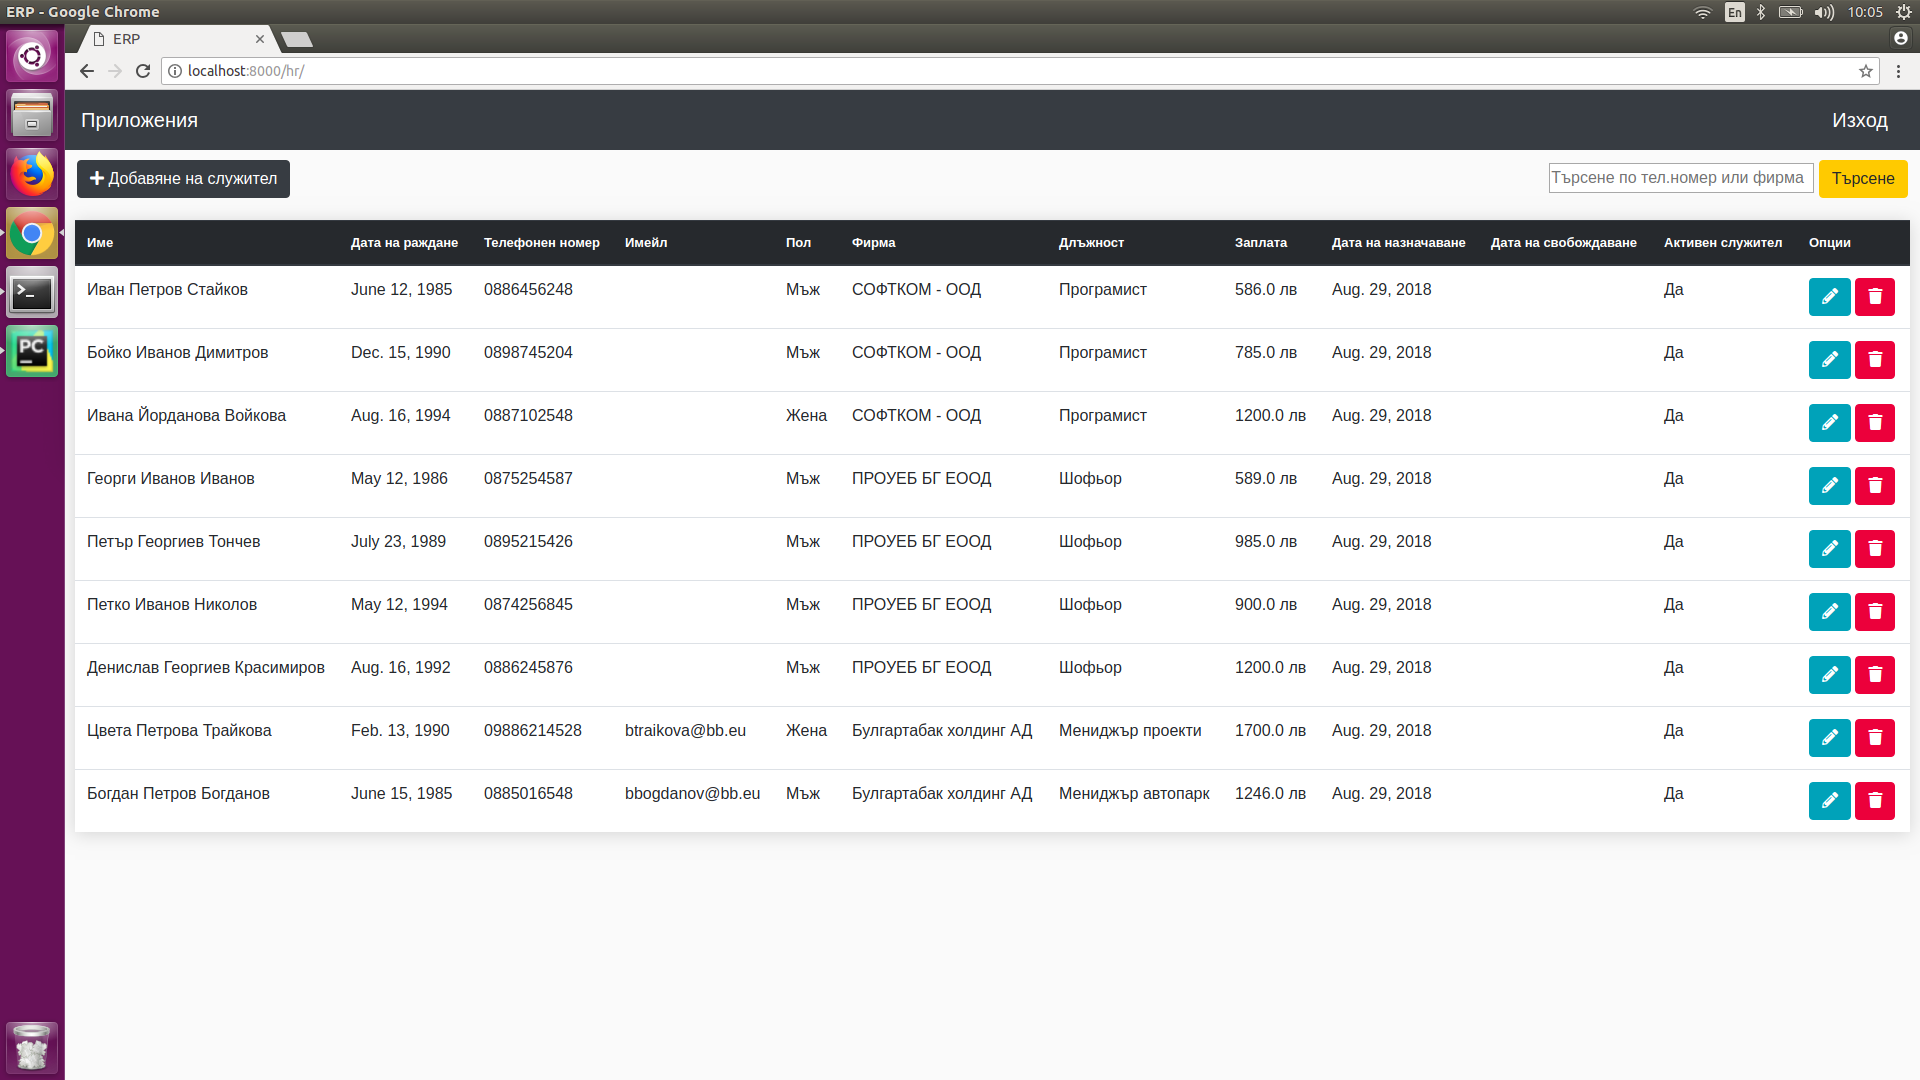 ERP - Google Chrome
En
10:05
ERP
localhost:8000/hr/
Приложения
Изход
Добавяне на служител
Търсене по тел.номер или фирма
Търсене
Име Дата на раждане Телефонен номер Имейл Пол Фирма Длъжност Заплата Дата на назначаване Дата на свобождаване Активен служител Опции
Иван Петров Стайков June 12, 1985 0886456248 Мъж СОФТКОМ - ООД Програмист 586.0 лв Aug. 29, 2018 Да
Бойко Иванов Димитров Dec. 15, 1990 0898745204 Мъж СОФТКОМ - ООД Програмист 785.0 лв Aug. 29, 2018 Да
Ивана Йорданова Войкова Aug. 16, 1994 0887102548 Жена СОФТКОМ - ООД Програмист 1200.0 лв Aug. 29, 2018 Да
Георги Иванов Иванов May 12, 1986 0875254587 Мъж ПРОУЕБ БГ ЕООД Шофьор 589.0 лв Aug. 29, 2018 Да
Петър Георгиев Тончев July 23, 1989 0895215426 Мъж ПРОУЕБ БГ ЕООД Шофьор 985.0 лв Aug. 29, 2018 Да
Петко Иванов Николов May 12, 1994 0874256845 Мъж ПРОУЕБ БГ ЕООД Шофьор 900.0 лв Aug. 29, 2018 Да
Денислав Георгиев Красимиров Aug. 16, 1992 0886245876 Мъж ПРОУЕБ БГ ЕООД Шофьор 1200.0 лв Aug. 29, 2018 Да
Цвета Петрова Трайкова Feb. 13, 1990 09886214528 btraikova@bb.eu Жена Булгартабак холдинг АД Мениджър проекти 1700.0 лв Aug. 29, 2018 Да
Богдан Петров Богданов June 15, 1985 0885016548 bbogdanov@bb.eu Мъж Булгартабак холдинг АД Мениджър автопарк 1246.0 лв Aug. 29, 2018 Да
PC